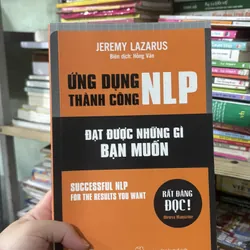 JEREMY LAZARUS
Biên dịch: Hồng Vân
ỨNG DỤNG
THÀNH CÔNG NLP
ĐẠT ĐƯỢC NHỮNG GÌ
BẠN MUỐN
SUCCESSFUL NLP
FOR THE RESULTS YOU WANT
RẤT ĐÁNG
ĐỌC!